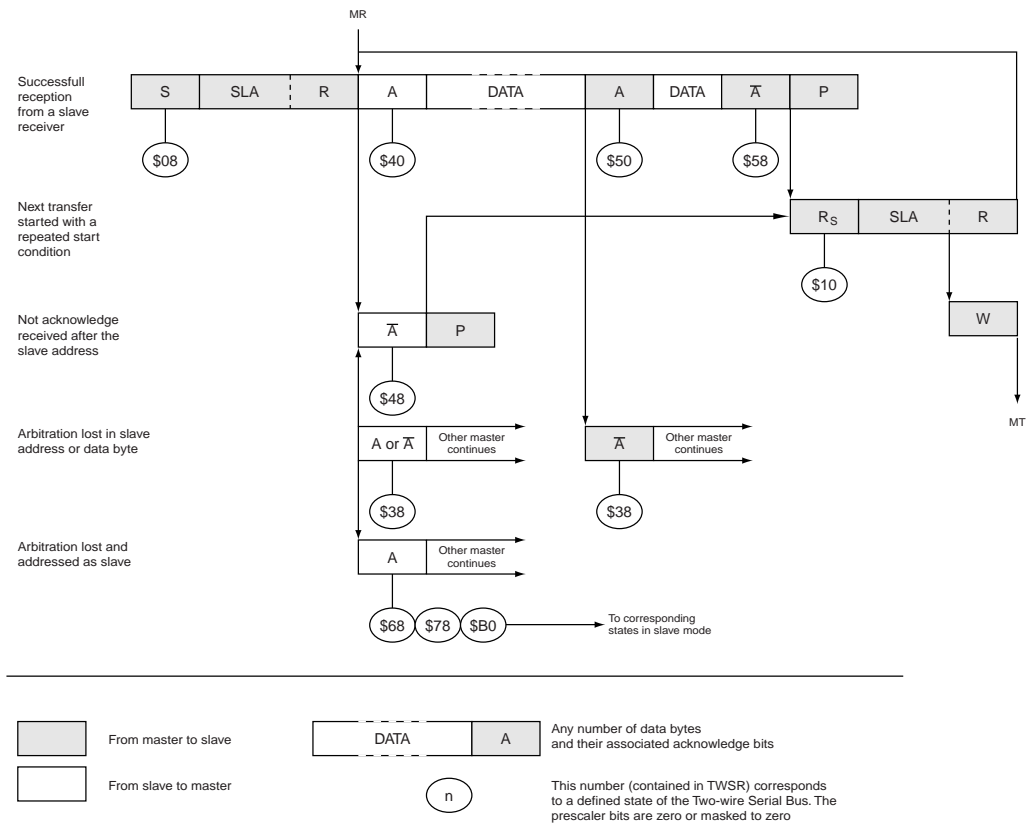 MR
Successfull
reception
from a slave
receiver
S SLA R A DATA A DATA A̅ P
$08 $40 $50 $58
Next transfer
started with a
repeated start
condition
RS SLA R
$10
Not acknowledge
received after the
slave address
A̅ P
W
$48
MT
Arbitration lost in slave
address or data byte
A or A̅ Other master
continues
A̅ Other master
continues
$38 $38
Arbitration lost and
addressed as slave
A Other master
continues
$68 $78 $B0 To corresponding
states in slave mode
From master to slave
DATA A Any number of data bytes
and their associated acknowledge bits
From slave to master
n This number (contained in TWSR) corresponds
to a defined state of the Two-wire Serial Bus. The
prescaler bits are zero or masked to zero